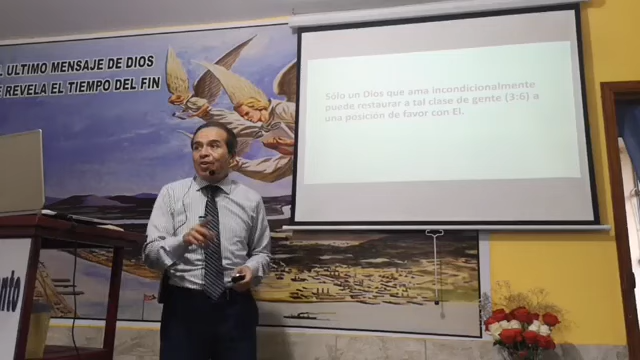 L ULTIMO MENSAJE DE DIOS
E REVELA EL TIEMPO DEL FIN
Sólo un Dios que ama incondicionalmente
puede restaurar a tal clase de gente (3:6) a
una posición de favor con El.
nto